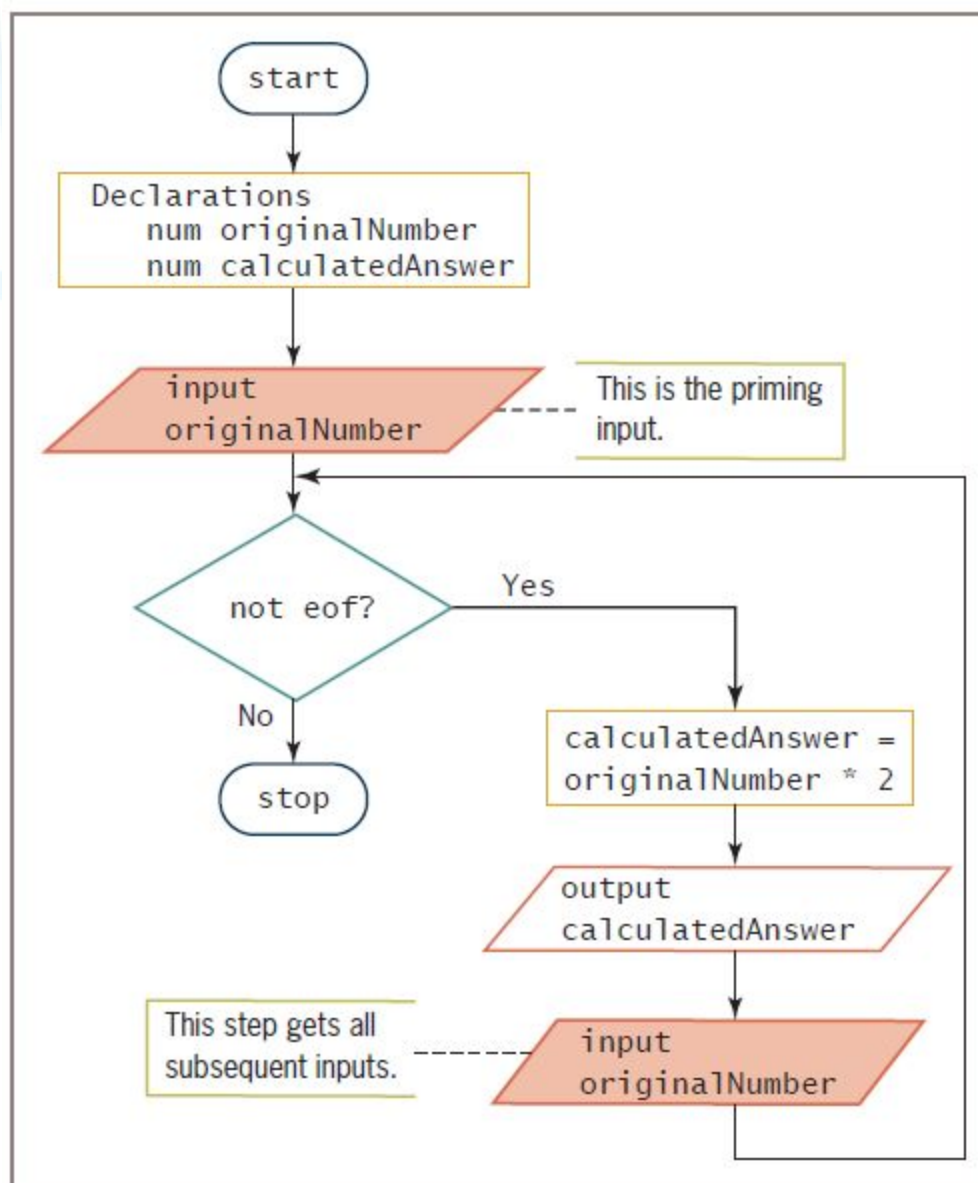 start
Declarations
num originalNumber
num calculatedAnswer
input
originalNumber
This is the priming
input.
not eof?
Yes
No
stop
calculatedAnswer =
originalNumber * 2
output
calculatedAnswer
This step gets all
subsequent inputs.
input
originalNumber